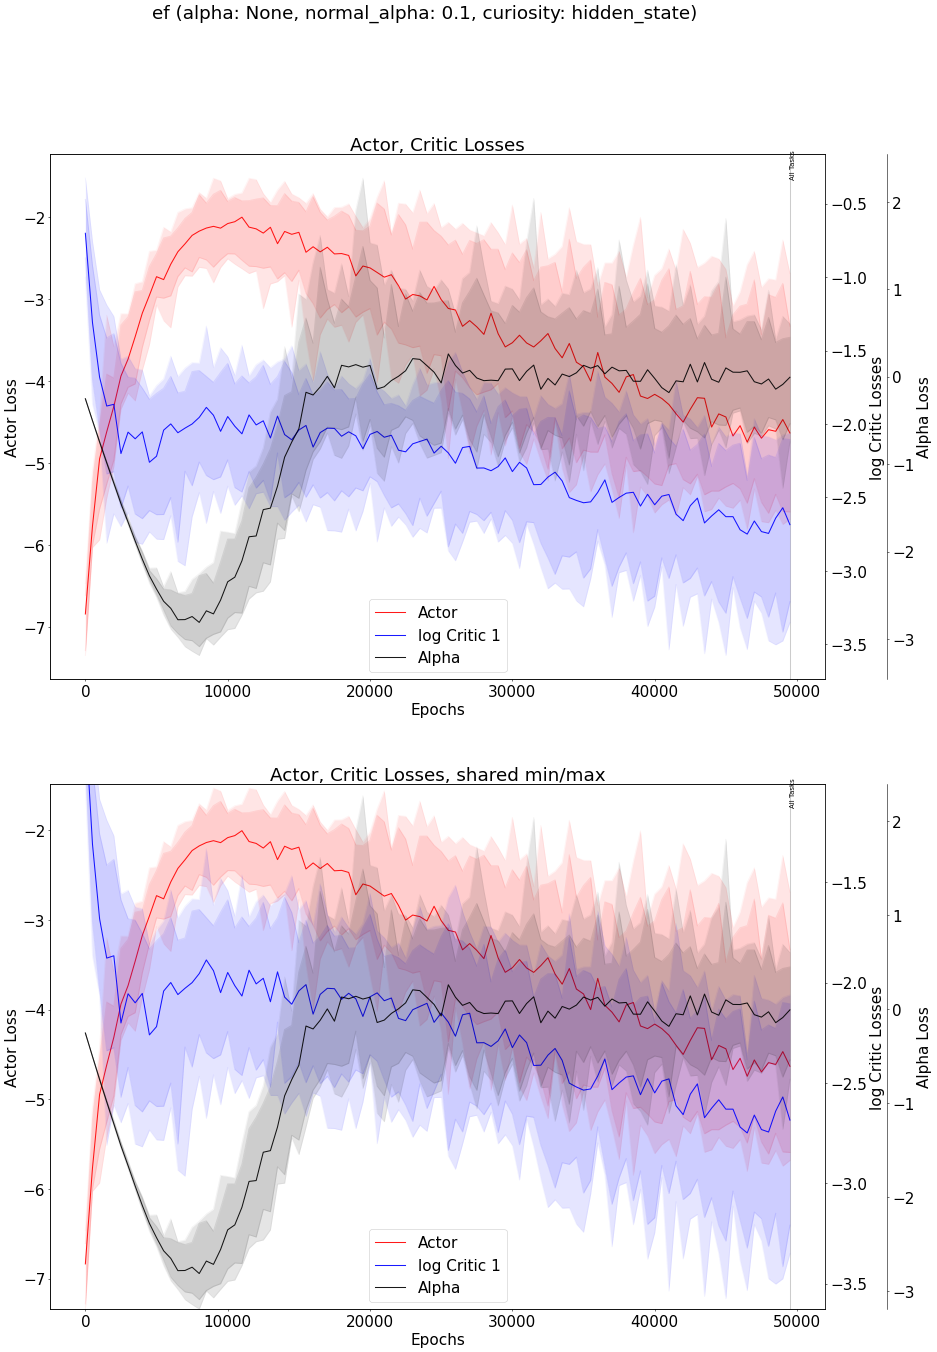 ef (alpha: None, normal_alpha: 0.1, curiosity: hidden_state)
Actor, Critic Losses
All Tasks
Actor Loss
−2
−3
−4
−5
−6
−7
−0.5
−1.0
−1.5
−2.0
−2.5
−3.0
−3.5
log Critic Losses
2
1
0
−1
−2
−3
Alpha Loss
Actor
log Critic 1
Alpha
0 10000 20000 30000 40000 50000
Epochs
Actor, Critic Losses, shared min/max
All Tasks
Actor Loss
−2
−3
−4
−5
−6
−7
−1.5
−2.0
−2.5
−3.0
−3.5
log Critic Losses
2
1
0
−1
−2
−3
Alpha Loss
Actor
log Critic 1
Alpha
0 10000 20000 30000 40000 50000
Epochs